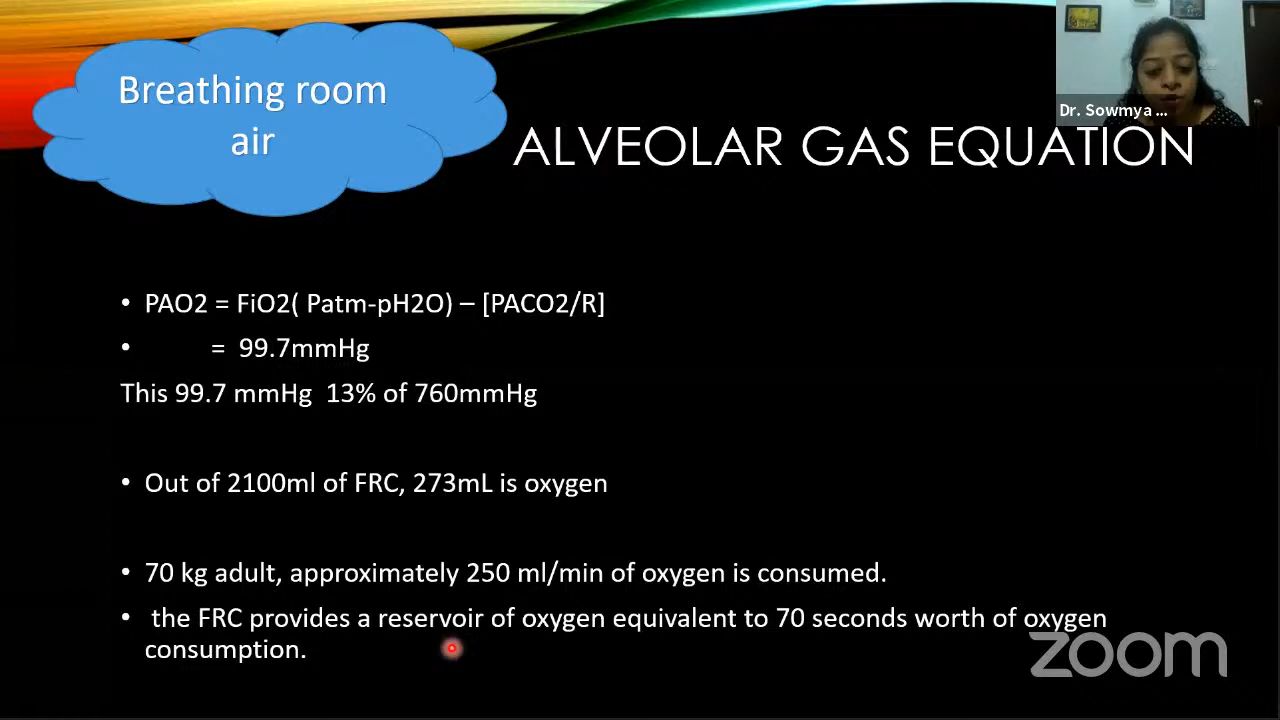 Breathing room
air
Dr. Sowmya ...
ALVEOLAR GAS EQUATION
• PAO2 = FiO2( Patm-pH2O) – [PACO2/R]
• = 99.7mmHg
This 99.7 mmHg 13% of 760mmHg
• Out of 2100ml of FRC, 273mL is oxygen
• 70 kg adult, approximately 250 ml/min of oxygen is consumed.
• the FRC provides a reservoir of oxygen equivalent to 70 seconds worth of oxygen
consumption.
zoom